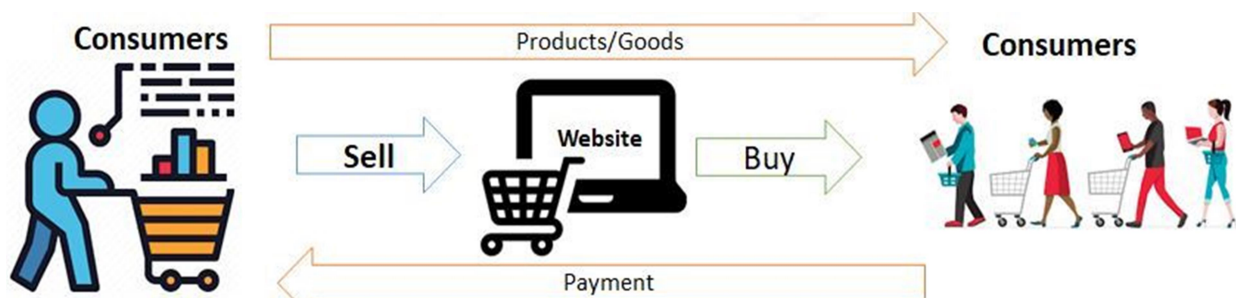 Consumers
Products/Goods
Consumers
Sell
Website
Buy
Payment